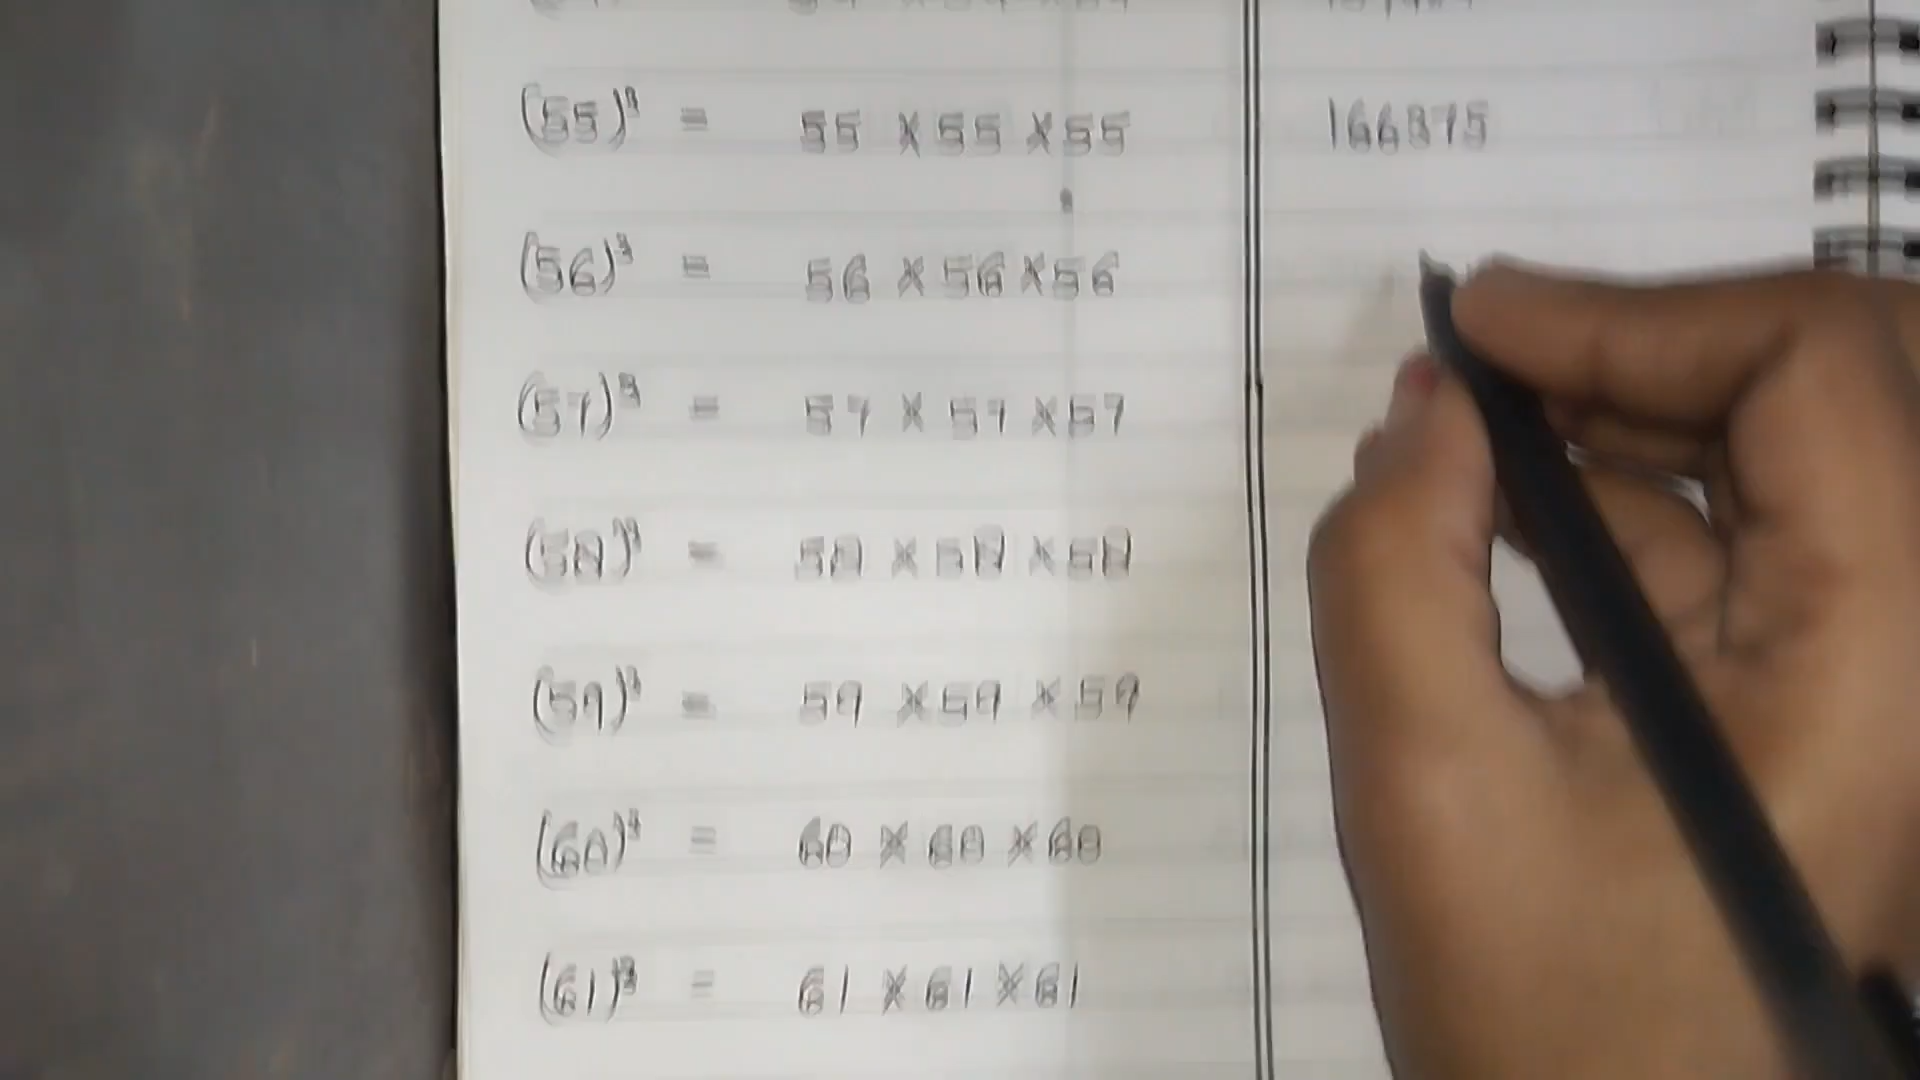 (55)³ = 55 × 55 × 55 166375
(56)³ = 56 × 56 × 56
(57)³ = 57 × 57 × 57
(58)³ = 58 × 58 × 58
(59)³ = 59 × 59 × 59
(60)³ = 60 × 60 × 60
(61)³ = 61 × 61 × 61